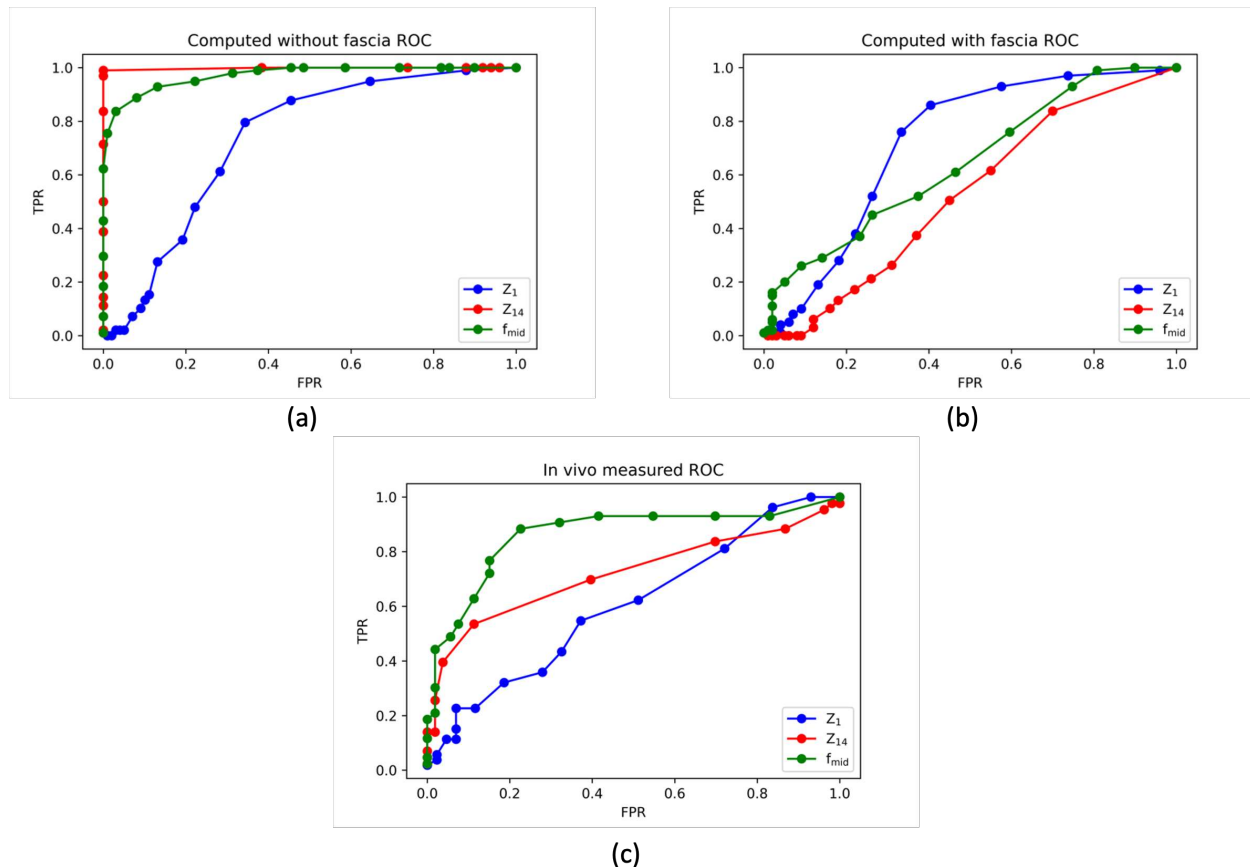 Computed without fascia ROC
1.0
0.8
0.6
0.4
0.2
0.0
TPR
0.0 0.2 0.4 0.6 0.8 1.0
FPR
Z1
Z14
fmid
(a)
Computed with fascia ROC
1.0
0.8
0.6
0.4
0.2
0.0
TPR
0.0 0.2 0.4 0.6 0.8 1.0
FPR
Z1
Z14
fmid
(b)
In vivo measured ROC
1.0
0.8
0.6
0.4
0.2
0.0
TPR
0.0 0.2 0.4 0.6 0.8 1.0
FPR
Z1
Z14
fmid
(c)